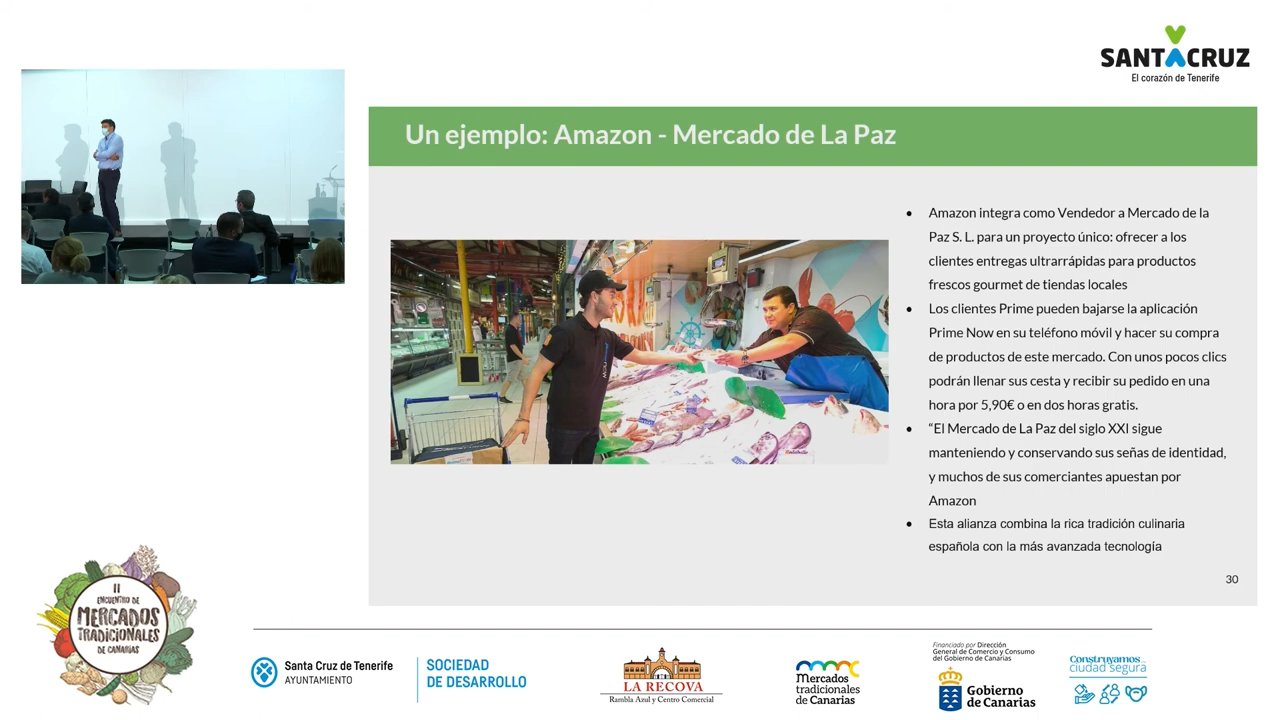 SANTACRUZ
El corazón de Tenerife
Un ejemplo: Amazon - Mercado de La Paz
Amazon integra como Vendedor a Mercado de la
Paz S. L. para un proyecto único: ofrecer a los
clientes entregas ultrarrápidas para productos
frescos gourmet de tiendas locales
Los clientes Prime pueden bajarse la aplicación
Prime Now en su teléfono móvil y hacer su compra
de productos de este mercado. Con unos pocos clics
podrán llenar sus cesta y recibir su pedido en una
hora por 5,90€ o en dos horas gratis.
“El Mercado de La Paz del siglo XXI sigue
manteniendo y conservando sus señas de identidad,
y muchos de sus comerciantes apuestan por
Amazon
Esta alianza combina la rica tradición culinaria
española con la más avanzada tecnología
30
II
ENCUENTRO DE
MERCADOS
TRADICIONALES
DE CANARIAS
Santa Cruz de Tenerife
AYUNTAMIENTO
SOCIEDAD
DE DESARROLLO
LA RECOVA
Rambla Azul y Centro Comercial
Mercados
tradicionales
de Canarias
Financiado por Dirección
General de Comercio y Consumo
del Gobierno de Canarias
Gobierno
de Canarias
Construyamos
ciudad segura